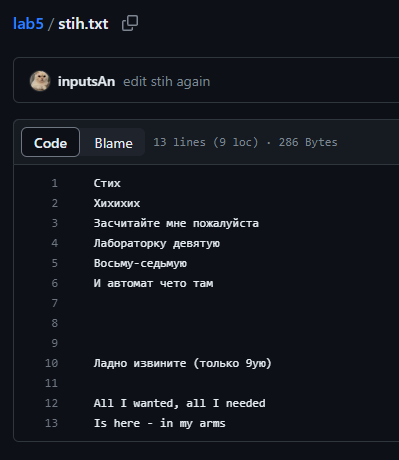 lab5 / stih.txt
inputsAn edit stih again
Code Blame 13 lines (9 loc) · 286 Bytes
1 Стих
2 Хихихих
3 Засчитайте мне пожалуйста
4 Лабораторку девятую
5 Восьму-седьмую
6 И автомат чето там
7
8
9
10 Ладно извините (только 9ую)
11
12 All I wanted, all I needed
13 Is here - in my arms